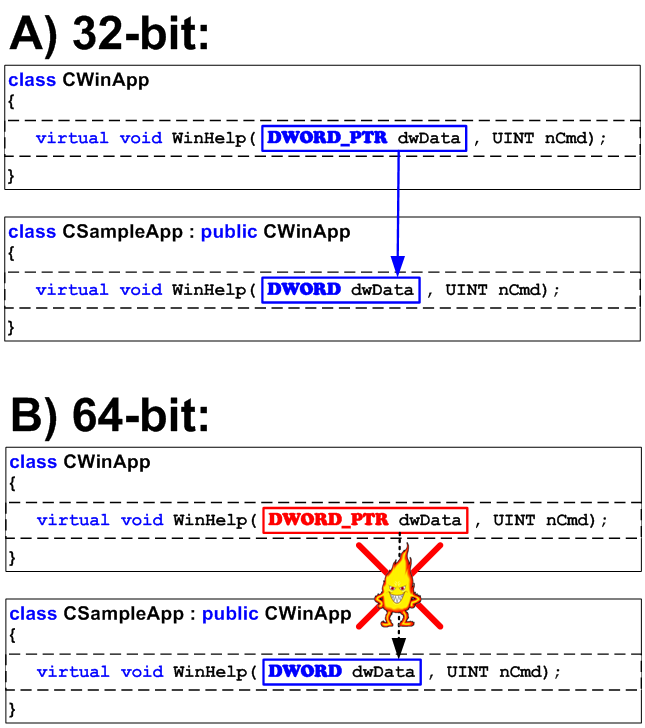 A) 32-bit:
class CWinApp
{
virtual void WinHelp( DWORD_PTR dwData , UINT nCmd);
}
class CSampleApp : public CWinApp
{
virtual void WinHelp( DWORD dwData , UINT nCmd);
}
B) 64-bit:
class CWinApp
{
virtual void WinHelp( DWORD_PTR dwData , UINT nCmd);
}
class CSampleApp : public CWinApp
{
virtual void WinHelp( DWORD dwData , UINT nCmd);
}